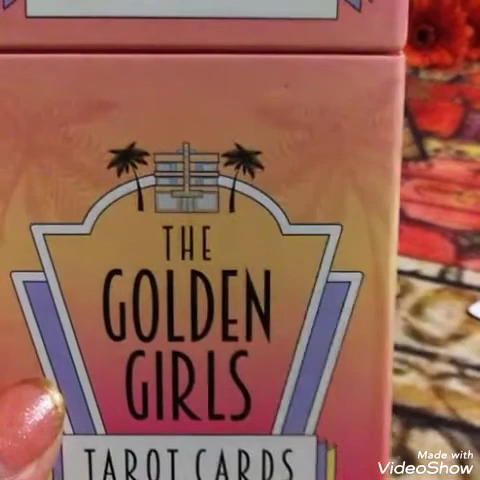 THE
GOLDEN
GIRLS
TAROT CARDS
Made with
VideoShow